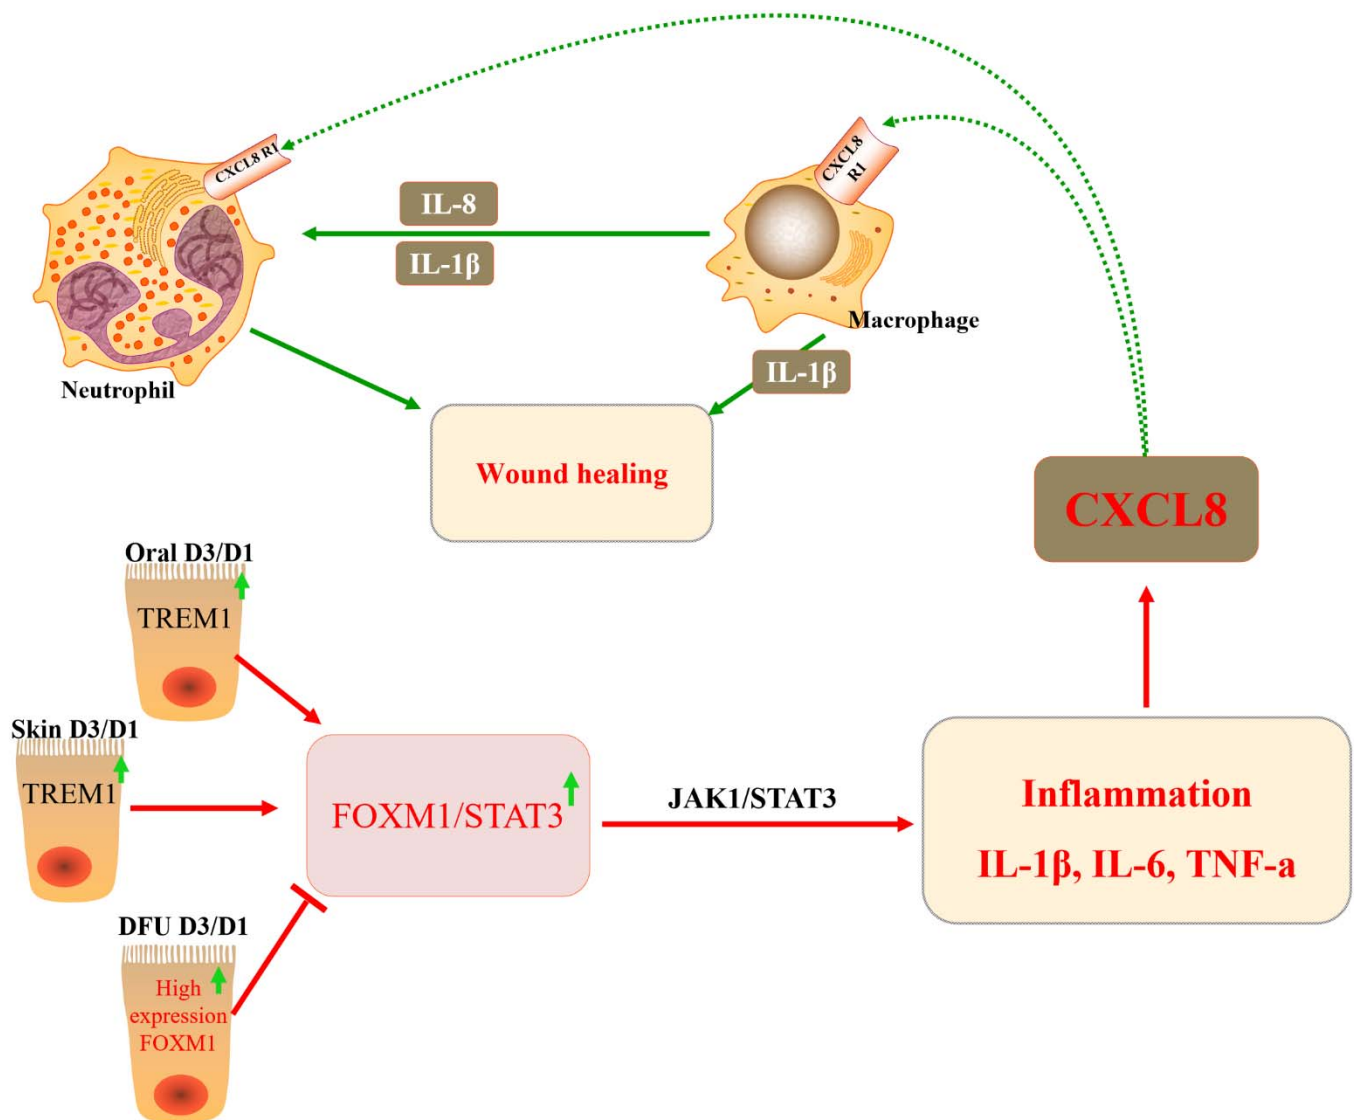 CXCL8 R1
CXCL8
R1
IL-8
IL-1β
Macrophage
IL-1β
Neutrophil
Wound healing
CXCL8
Oral D3/D1
TREM1
Skin D3/D1
TREM1
FOXM1/STAT3
JAK1/STAT3
Inflammation
IL-1β, IL-6, TNF-a
DFU D3/D1
High
expression
FOXM1